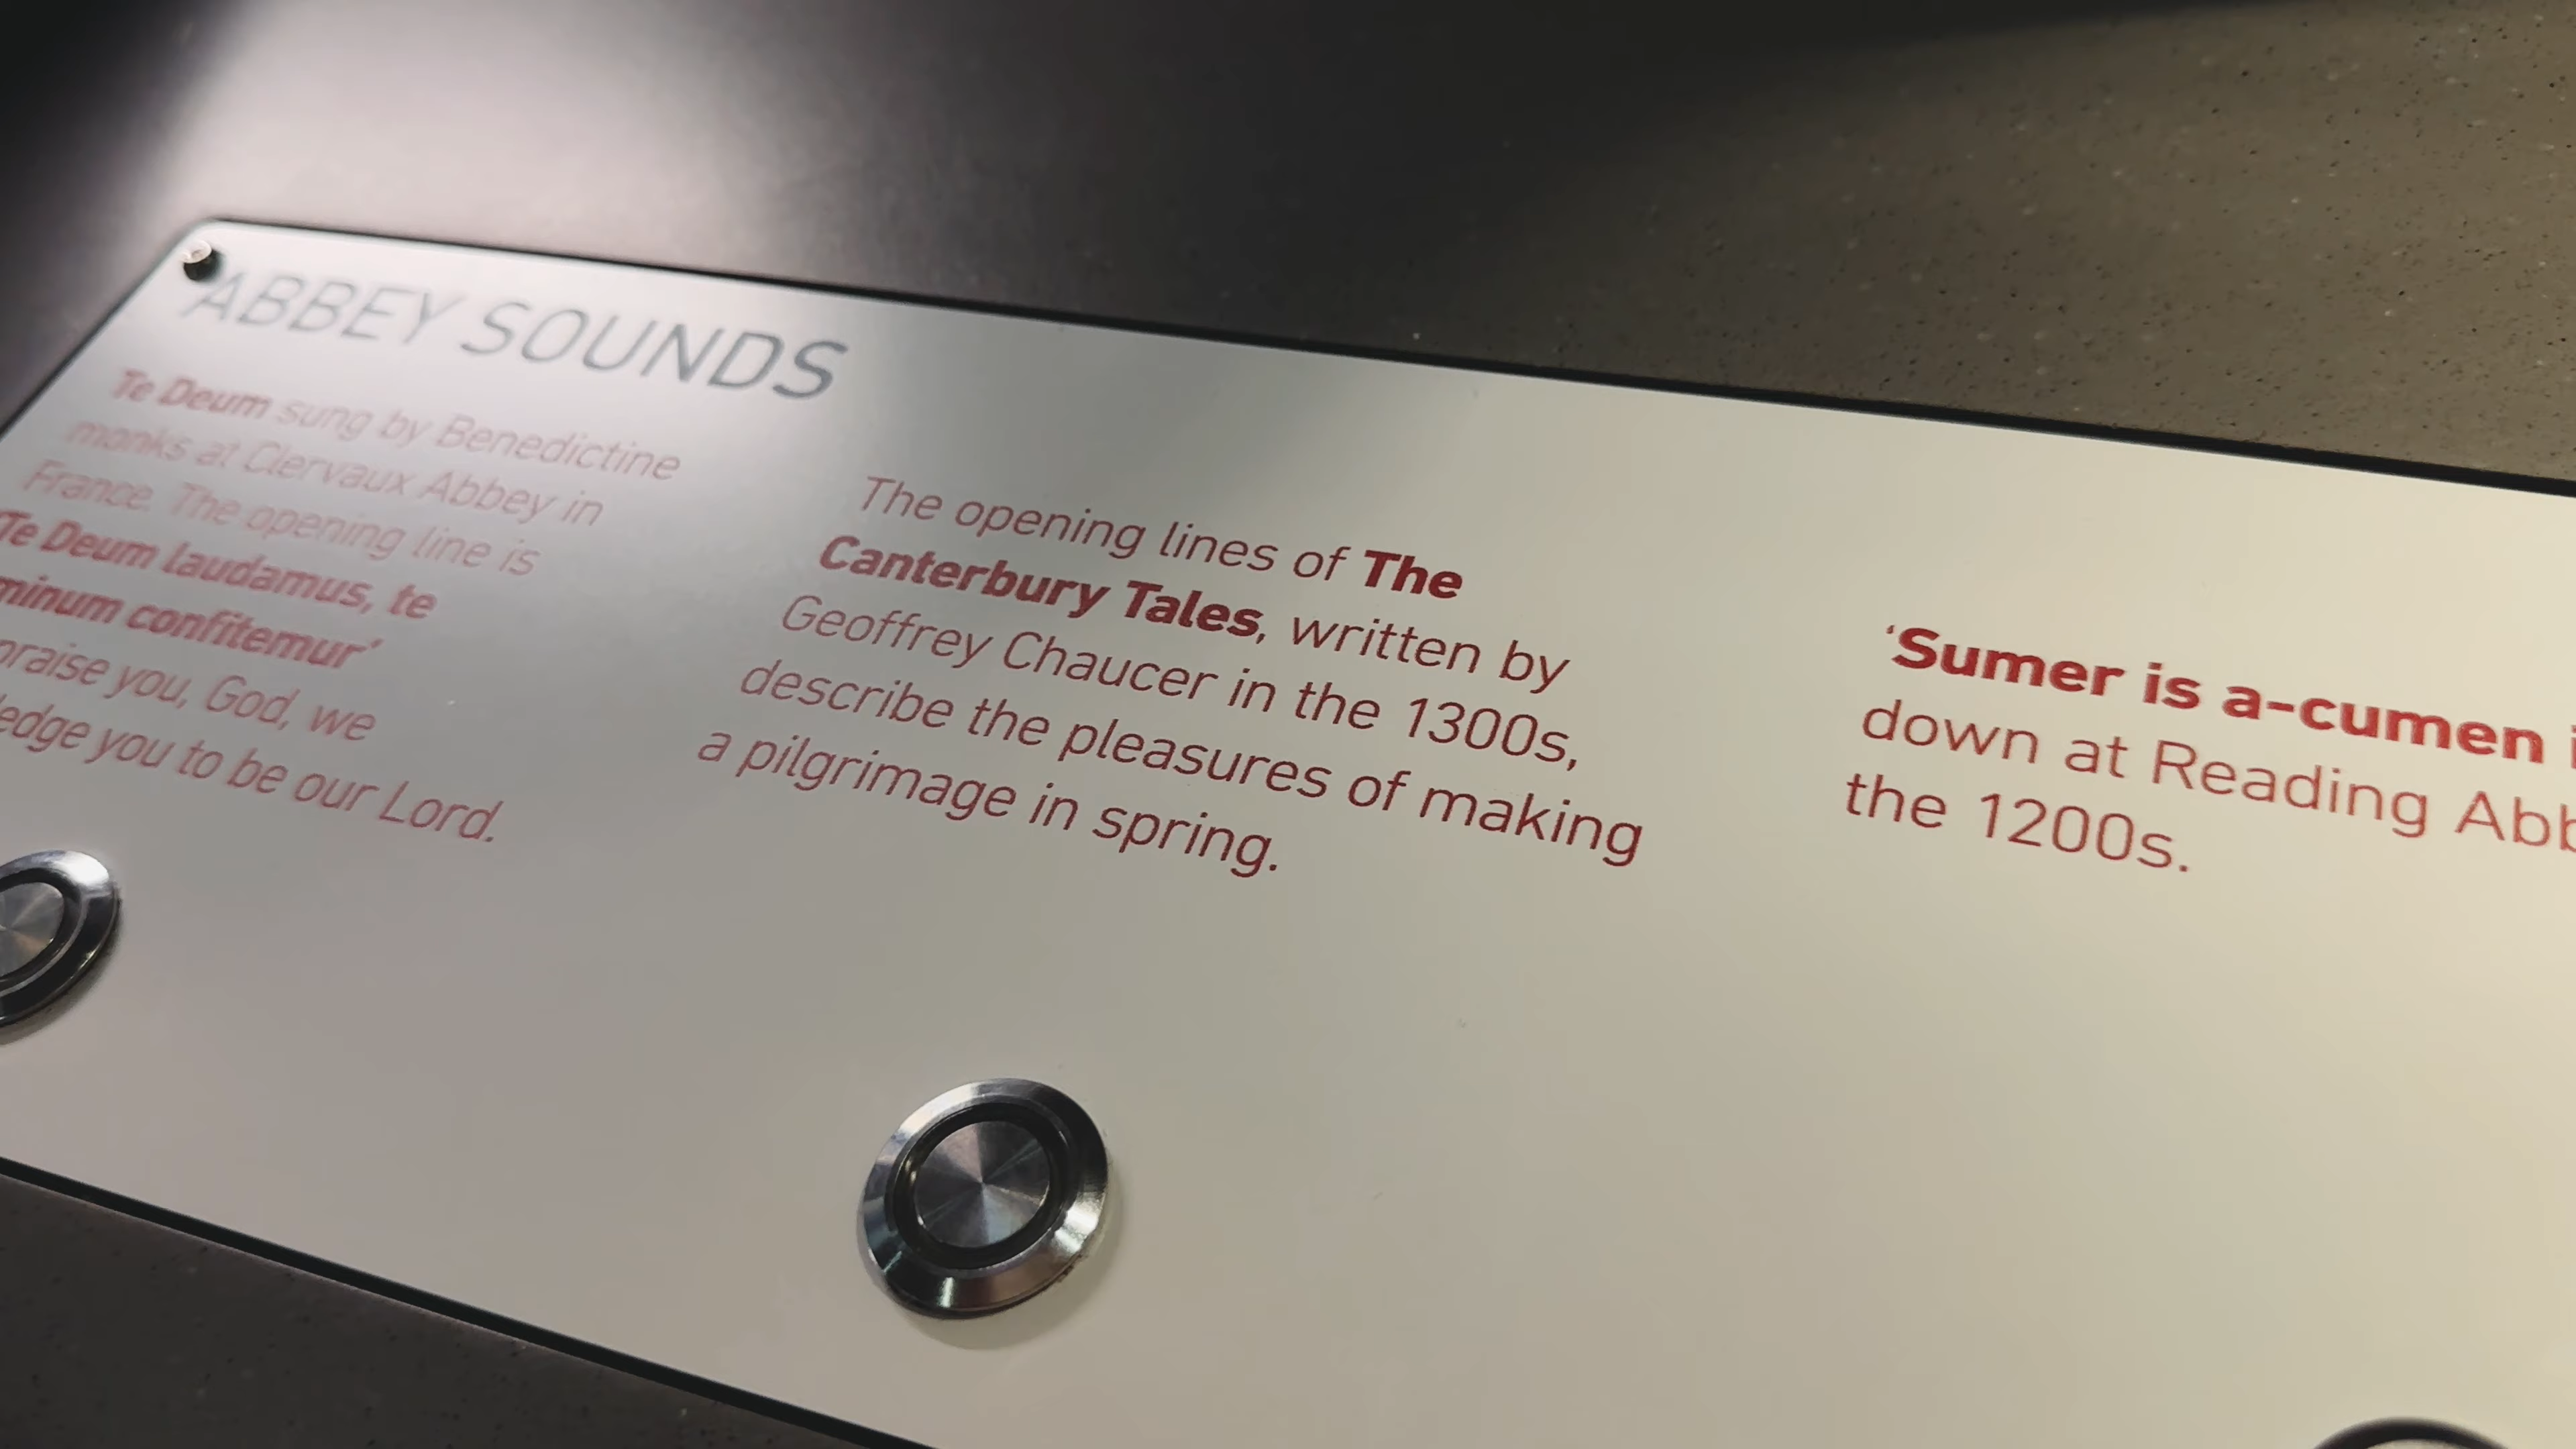 ABBEY SOUNDS
Te Deum sung by Benedictine
monks at Clervaux Abbey in
France. The opening line is
Te Deum laudamus, te
minum confitemur'
praise you, God, we
edge you to be our Lord.
The opening lines of The
Canterbury Tales, written by
Geoffrey Chaucer in the 1300s,
describe the pleasures of making
a pilgrimage in spring.
'Sumer is a-cumen i
down at Reading Abb
the 1200s.